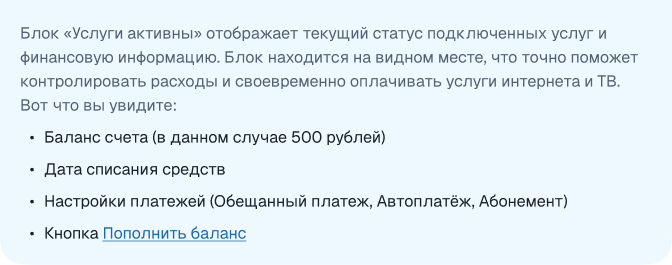 Блок «Услуги активны» отображает текущий статус подключенных услуг и
финансовую информацию. Блок находится на видном месте, что точно поможет
контролировать расходы и своевременно оплачивать услуги интернета и ТВ.
Вот что вы увидите:
• Баланс счета (в данном случае 500 рублей)
• Дата списания средств
• Настройки платежей (Обещанный платеж, Автоплатёж, Абонемент)
• Кнопка Пополнить баланс